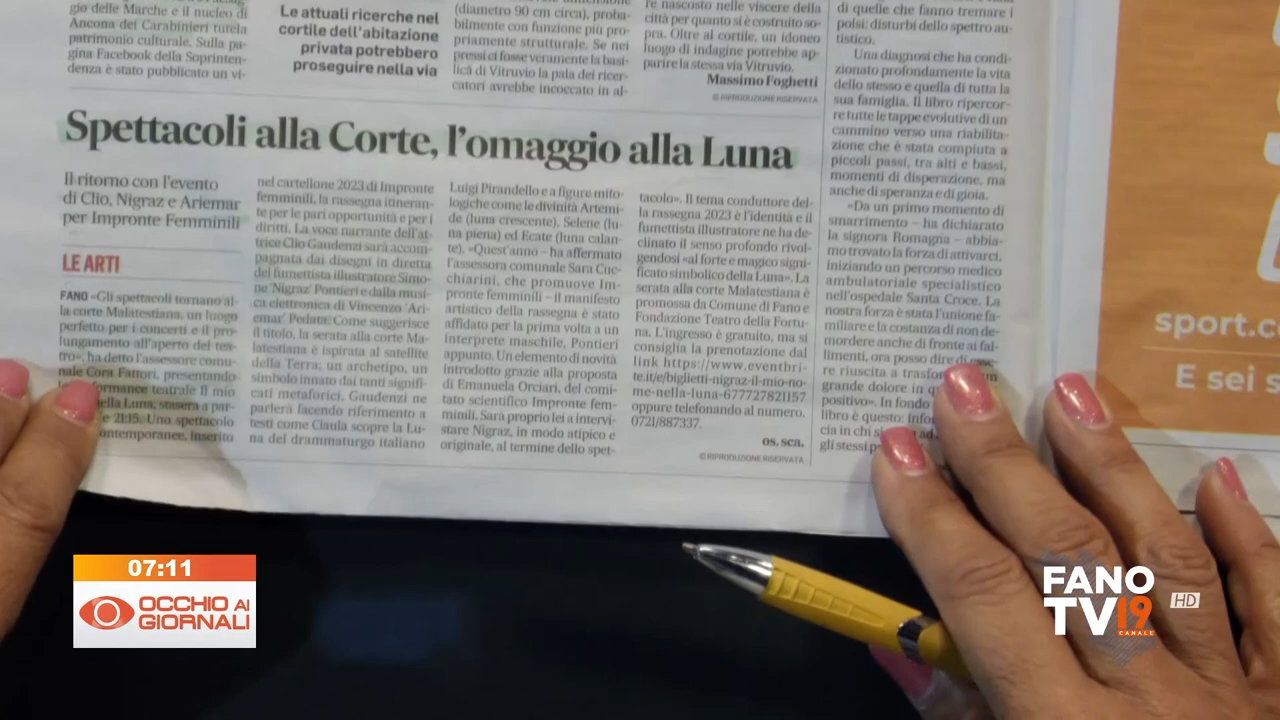 gio delle Marche e il nucleo di
Ancona dei Carabinieri tutela
patrimonio culturale. Sulla pa-
gina Facebook della Soprinten-
denza è stato pubblicato un vi-
Le attuali ricerche nel
cortile dell'abitazione
privata potrebbero
proseguire nella via
(diametro 90 cm circa), proba-
bilmente con funzione più pro-
priamente strutturale. Se nei
pressi ci fosse veramente la basi-
lica di Vitruvio la pala dei ricer-
catori avrebbe incoccato in al-
re nascosto nelle viscere della
città per quanto si è costruito so-
pra. Oltre al cortile, un idoneo
luogo di indagine potrebbe ap-
parire la stessa via Vitruvio.
Massimo Foghetti
© RIPRODUZIONE RISERVATA
Spettacoli alla Corte, l'omaggio alla Luna
Il ritorno con l'evento
di Clio, Nigraz e Ariemar
per Impronte Femminili
LE ARTI
FANO «Gli spettacoli tornano al-
la corte Malatestiana, un luogo
perfetto per i concerti e il pro-
lungamento all'aperto del tea-
tro», ha detto l'assessore comu-
nale Cora Fattori, presentando
formance teatrale Il mio
ella Luna, stasera a par-
e 21:15. Uno spettacolo
ontemporance, inserito
nel cartellone 2023 di Impronte
femminili, la rassegna itineran-
te per le pari opportunità e per i
diritti. La voce narrante dell'at-
trice Clio Gaudenzi sarà accom-
pagnata dai disegni in diretta
del fumettista illustratore Simo-
ne 'Nigraz' Pontieri e dalla musi-
ca elettronica di Vincenzo 'Ari-
emar' Pedata. Come suggerisce
il titolo, la serata alla corte Ma-
latestiana è ispirata al satellite
della Terra; un archetipo, un
simbolo innato dai tanti signifi-
cati metaforici. Gaudenzi ne
parlerà facendo riferimento a
testi come Ciaula scopre la Lu-
na del drammaturgo italiano
Luigi Pirandello e a figure mito-
logiche come le divinità Artemi-
de (luna crescente), Selene (lu-
na piena) ed Ecate (luna calan-
te). «Quest'anno – ha affermato
l'assessora comunale Sara Cuc-
chiarini, che promuove Im-
pronte femminili – il manifesto
artistico della rassegna è stato
affidato per la prima volta a un
interprete maschile, Pontieri
appunto. Un elemento di novità
introdotto grazie alla proposta
di Emanuela Orciari, del comi-
tato scientifico Impronte fem-
minili. Sarà proprio lei a intervi-
stare Nigraz, in modo atipico e
originale, al termine dello spet-
tacolo». Il tema conduttore del-
la rassegna 2023 è l'identità e il
fumettista illustratore ne ha de-
clinato il senso profondo rivol-
gendosi «al forte e magico signi-
ficato simbolico della Luna». La
serata alla corte Malatestiana è
promossa da Comune di Fano e
Fondazione Teatro della Fortu-
na. L'ingresso è gratuito, ma si
consiglia la prenotazione dal
link https://www.eventbri-
te.it/e/biglietti-nigraz-il-mio-no-
me-nella-luna-677727821157
oppure telefonando al numero.
0721/887337.
os. sca.
© RIPRODUZIONE RISERVATA
di quelle che fanno tremare i
polsi: disturbi dello spettro au-
tistico.
Una diagnosi che ha condi-
zionato profondamente la vita
dello stesso e quella di tutta la
sua famiglia. Il libro ripercor-
re tutte le tappe evolutive di un
cammino verso una riabilita-
zione che è stata compiuta a
piccoli passi, tra alti e bassi,
momenti di disperazione, ma
anche di speranza e di gioia.
«Da un primo momento di
smarrimento – ha dichiarato
la signora Romagna – abbia-
mo trovato la forza di attivarci,
iniziando un percorso medico
ambulatoriale specialistico
nell'ospedale Santa Croce. La
nostra forza è stata l'unione fa-
miliare e la costanza di non de-
mordere anche di fronte ai fal-
limenti, ora posso dire di esse-
re riuscita a trasfor
grande dolore in
positivo». In fondo
libro è questo: infor
cia in chi
gli stessi
sport.c
E sei s
07:11
OCCHIO AI
GIORNALI
FANO
TV19
CANALE
HD